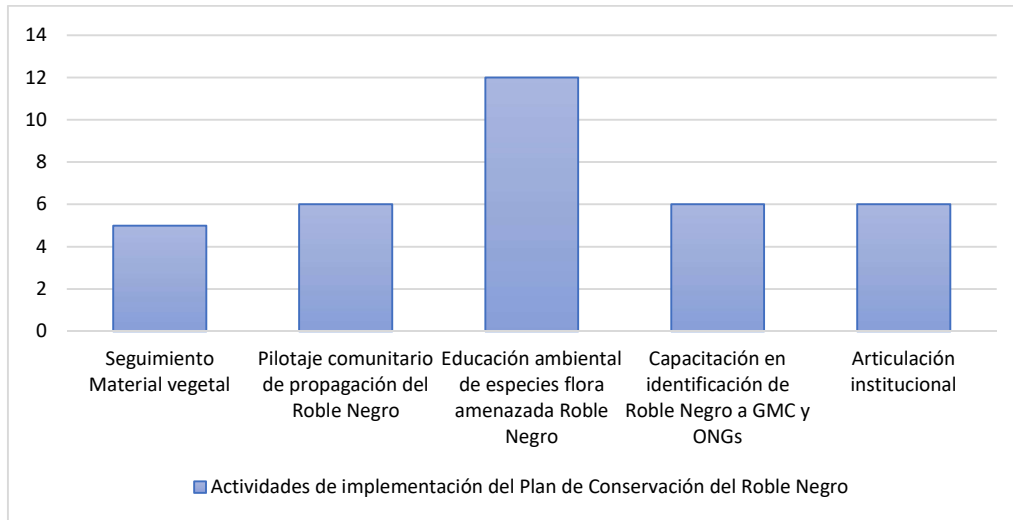 14
12
10
8
6
4
2
0
Seguimiento
Material vegetal
Pilotaje comunitario
de propagación del
Roble Negro
Educación ambiental
de especies flora
amenazada Roble
Negro
Capacitación en
identificación de
Roble Negro a GMC y
ONGs
Articulación
institucional
Actividades de implementación del Plan de Conservación del Roble Negro